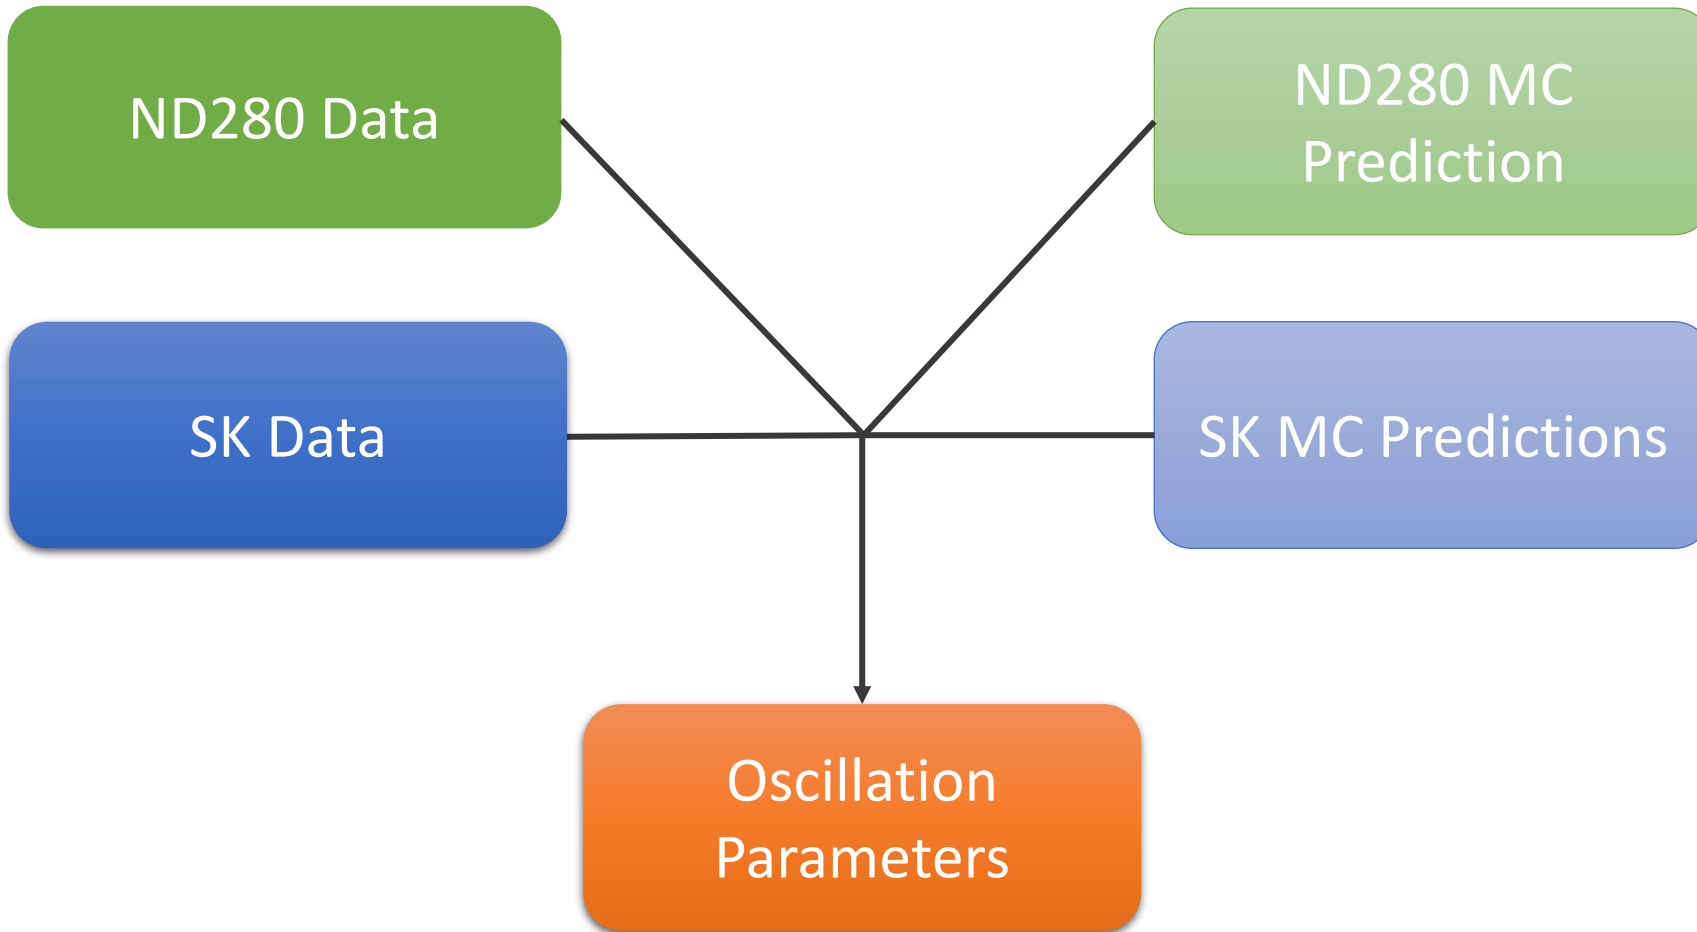 ND280 Data
ND280 MC
Prediction
SK Data
SK MC Predictions
Oscillation
Parameters